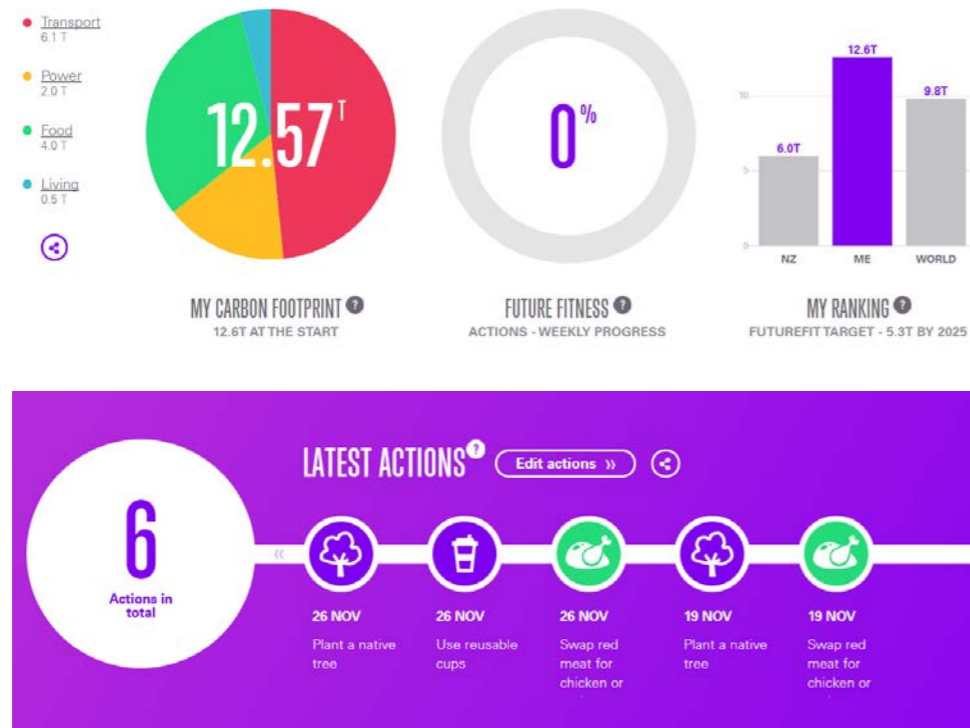 Transport
6.1 T
Power
2.0 T
Food
4.0 T
Living
0.5 T
12.57 T
MY CARBON FOOTPRINT ?
12.6T AT THE START
0%
FUTURE FITNESS ?
ACTIONS - WEEKLY PROGRESS
10
5
0
6.0T
12.6T
9.8T
NZ
ME
WORLD
MY RANKING ?
FUTUREFIT TARGET - 5.3T BY 2025
6
Actions in
total
LATEST ACTIONS ?
Edit actions »
«
26 NOV
Plant a native
tree
26 NOV
Use reusable
cups
26 NOV
Swap red
meat for
chicken or
19 NOV
Plant a native
tree
19 NOV
Swap red
meat for
chicken or